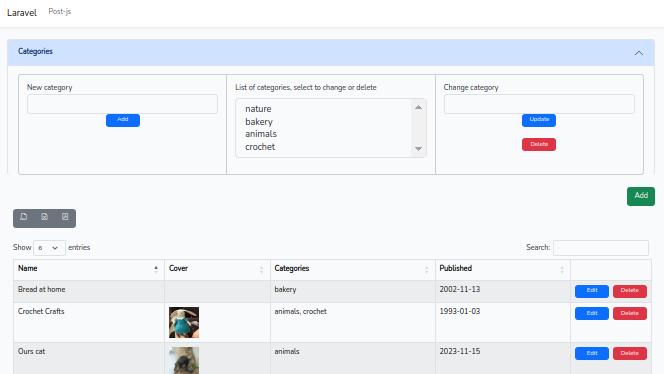 Laravel Post-js
Categories
New category
Add
List of categories, select to change or delete
nature
bakery
animals
crochet
Change category
Update
Delete
Add
Show 6 entries
Search:
Name Cover Categories Published
Bread at home bakery 2002-11-13 Edit Delete
Crochet Crafts animals, crochet 1993-01-03 Edit Delete
Ours cat animals 2023-11-15 Edit Delete